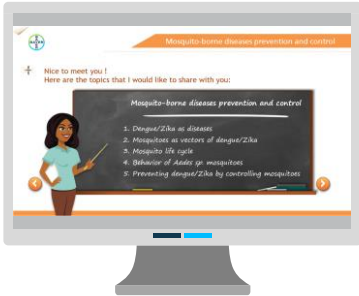 BAYER
Mosquito-borne diseases prevention and control
Nice to meet you !
Here are the topics that I would like to share with you:
Mosquito-borne diseases prevention and control
1. Dengue/Zika as diseases
2. Mosquitoes as vectors of dengue/Zika
3. Mosquito life cycle
4. Behavior of Aedes sp. mosquitoes
5. Preventing dengue/Zika by controlling mosquitoes